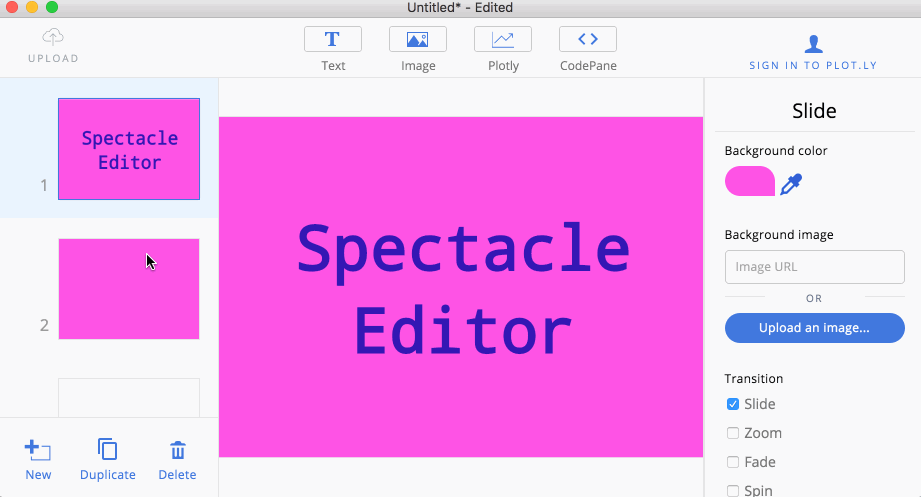 Untitled* - Edited
UPLOAD
T
Text
Image
Plotly
CodePane
SIGN IN TO PLOT.LY
Spectacle
Editor
1
2
New
Duplicate
Delete
Spectacle
Editor
Slide
Background color
Background image
Image URL
OR
Upload an image...
Transition
Slide
Zoom
Fade
Spin